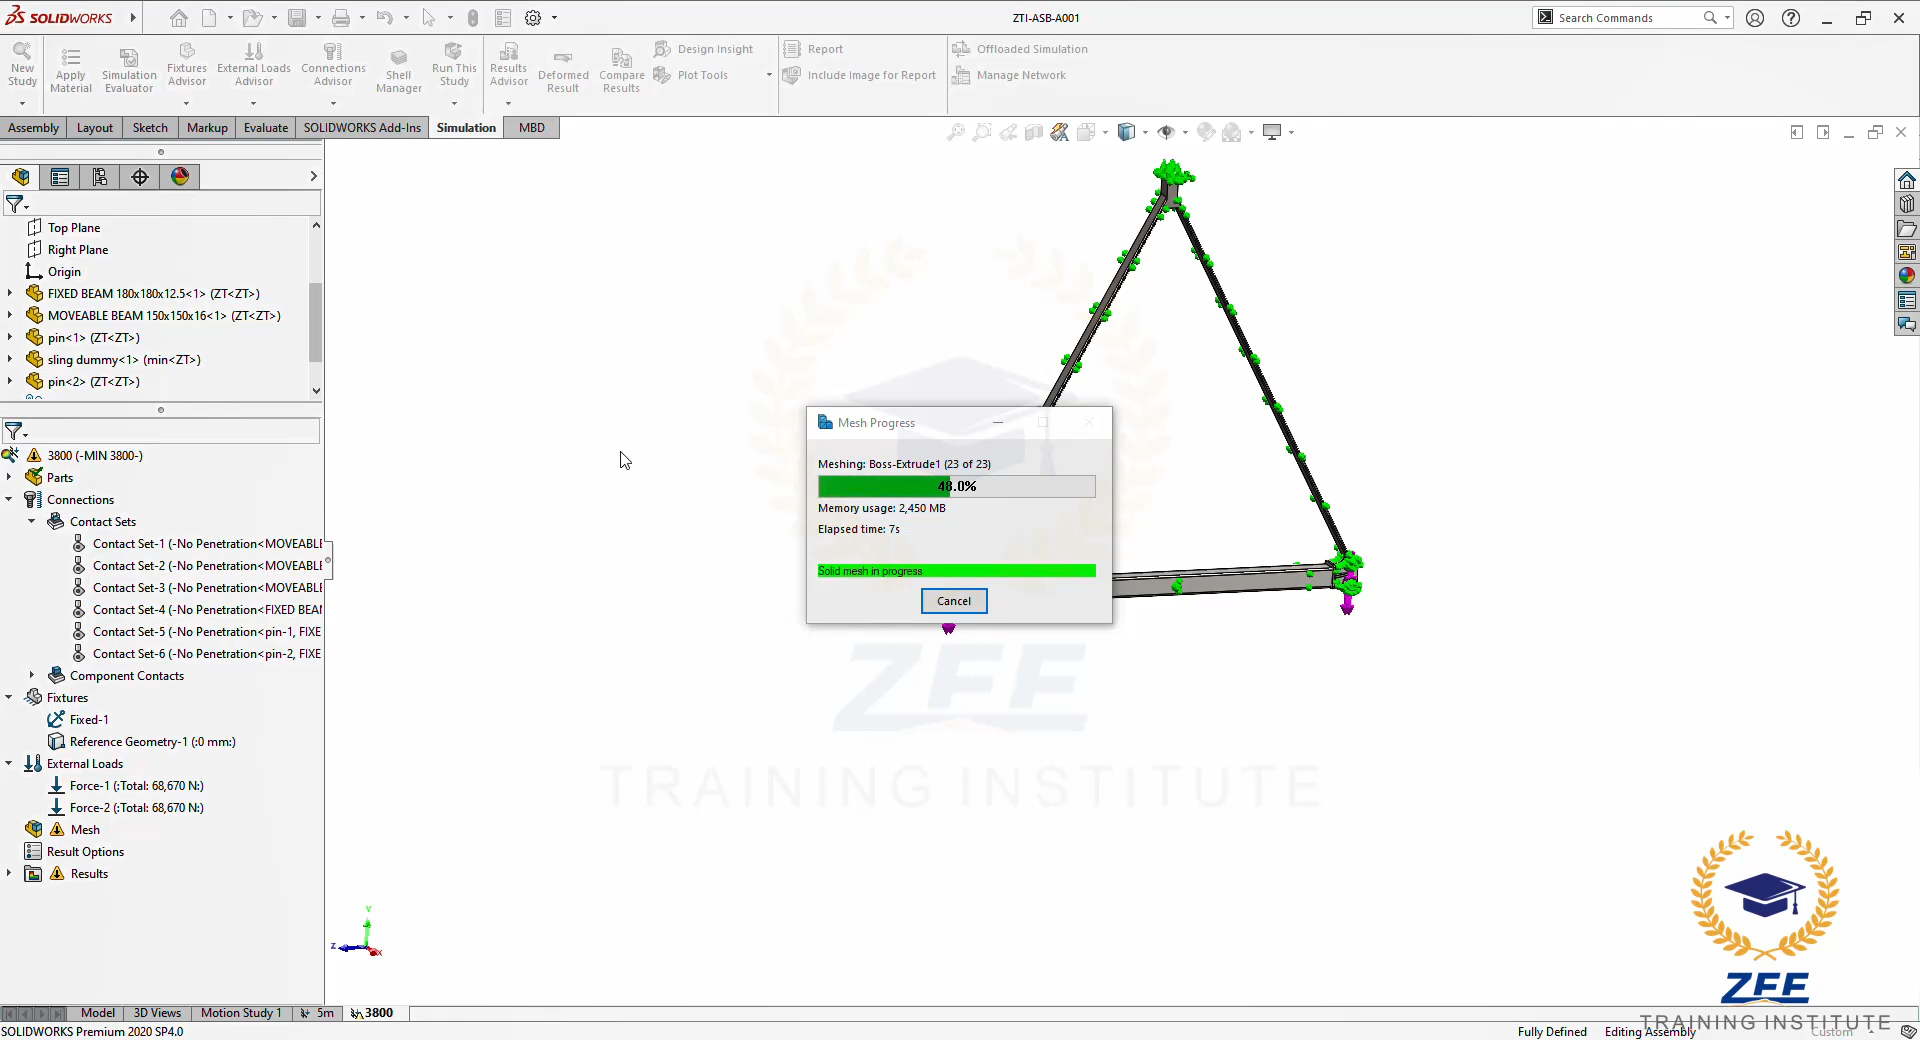 SOLIDWORKS
ZTI-ASB-A001
Search Commands
New Study
Apply Material
Simulation Evaluator
Fixtures Advisor
External Loads Advisor
Connections Advisor
Shell Manager
Run This Study
Results Advisor
Deformed Result
Compare Results
Design Insight
Plot Tools
Report
Include Image for Report
Offloaded Simulation
Manage Network
Assembly
Layout
Sketch
Markup
Evaluate
SOLIDWORKS Add-Ins
Simulation
MBD
Top Plane
Right Plane
Origin
FIXED BEAM 180x180x12.5<1> (ZT<ZT>)
MOVEABLE BEAM 150x150x16<1> (ZT<ZT>)
pin<1> (ZT<ZT>)
sling dummy<1> (min<ZT>)
pin<2> (ZT<ZT>)
3800 (-MIN 3800-)
Parts
Connections
Contact Sets
Contact Set-1 (-No Penetration<MOVEABLE
Contact Set-2 (-No Penetration<MOVEABLE
Contact Set-3 (-No Penetration<MOVEABLE
Contact Set-4 (-No Penetration<FIXED BEAM
Contact Set-5 (-No Penetration<pin-1, FIXE
Contact Set-6 (-No Penetration<pin-2, FIXE
Component Contacts
Fixtures
Fixed-1
Reference Geometry-1 (:0 mm:)
External Loads
Force-1 (:Total: 68,670 N:)
Force-2 (:Total: 68,670 N:)
Mesh
Result Options
Results
Mesh Progress
Meshing: Boss-Extrude1 (23 of 23)
48.0%
Memory usage: 2,450 MB
Elapsed time: 7s
Solid mesh in progress
Cancel
ZEE
TRAINING INSTITUTE
Y
Z
X
ZEE
TRAINING INSTITUTE
Model
3D Views
Motion Study 1
5m
3800
SOLIDWORKS Premium 2020 SP4.0
Fully Defined
Editing Assembly
Custom